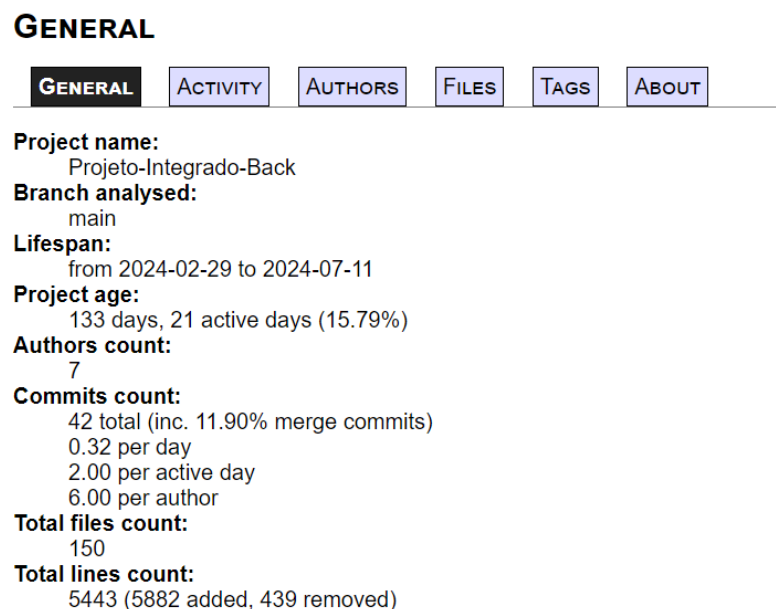 GENERAL
GENERAL ACTIVITY AUTHORS FILES TAGS ABOUT
Project name:
Projeto-Integrado-Back
Branch analysed:
main
Lifespan:
from 2024-02-29 to 2024-07-11
Project age:
133 days, 21 active days (15.79%)
Authors count:
7
Commits count:
42 total (inc. 11.90% merge commits)
0.32 per day
2.00 per active day
6.00 per author
Total files count:
150
Total lines count:
5443 (5882 added, 439 removed)